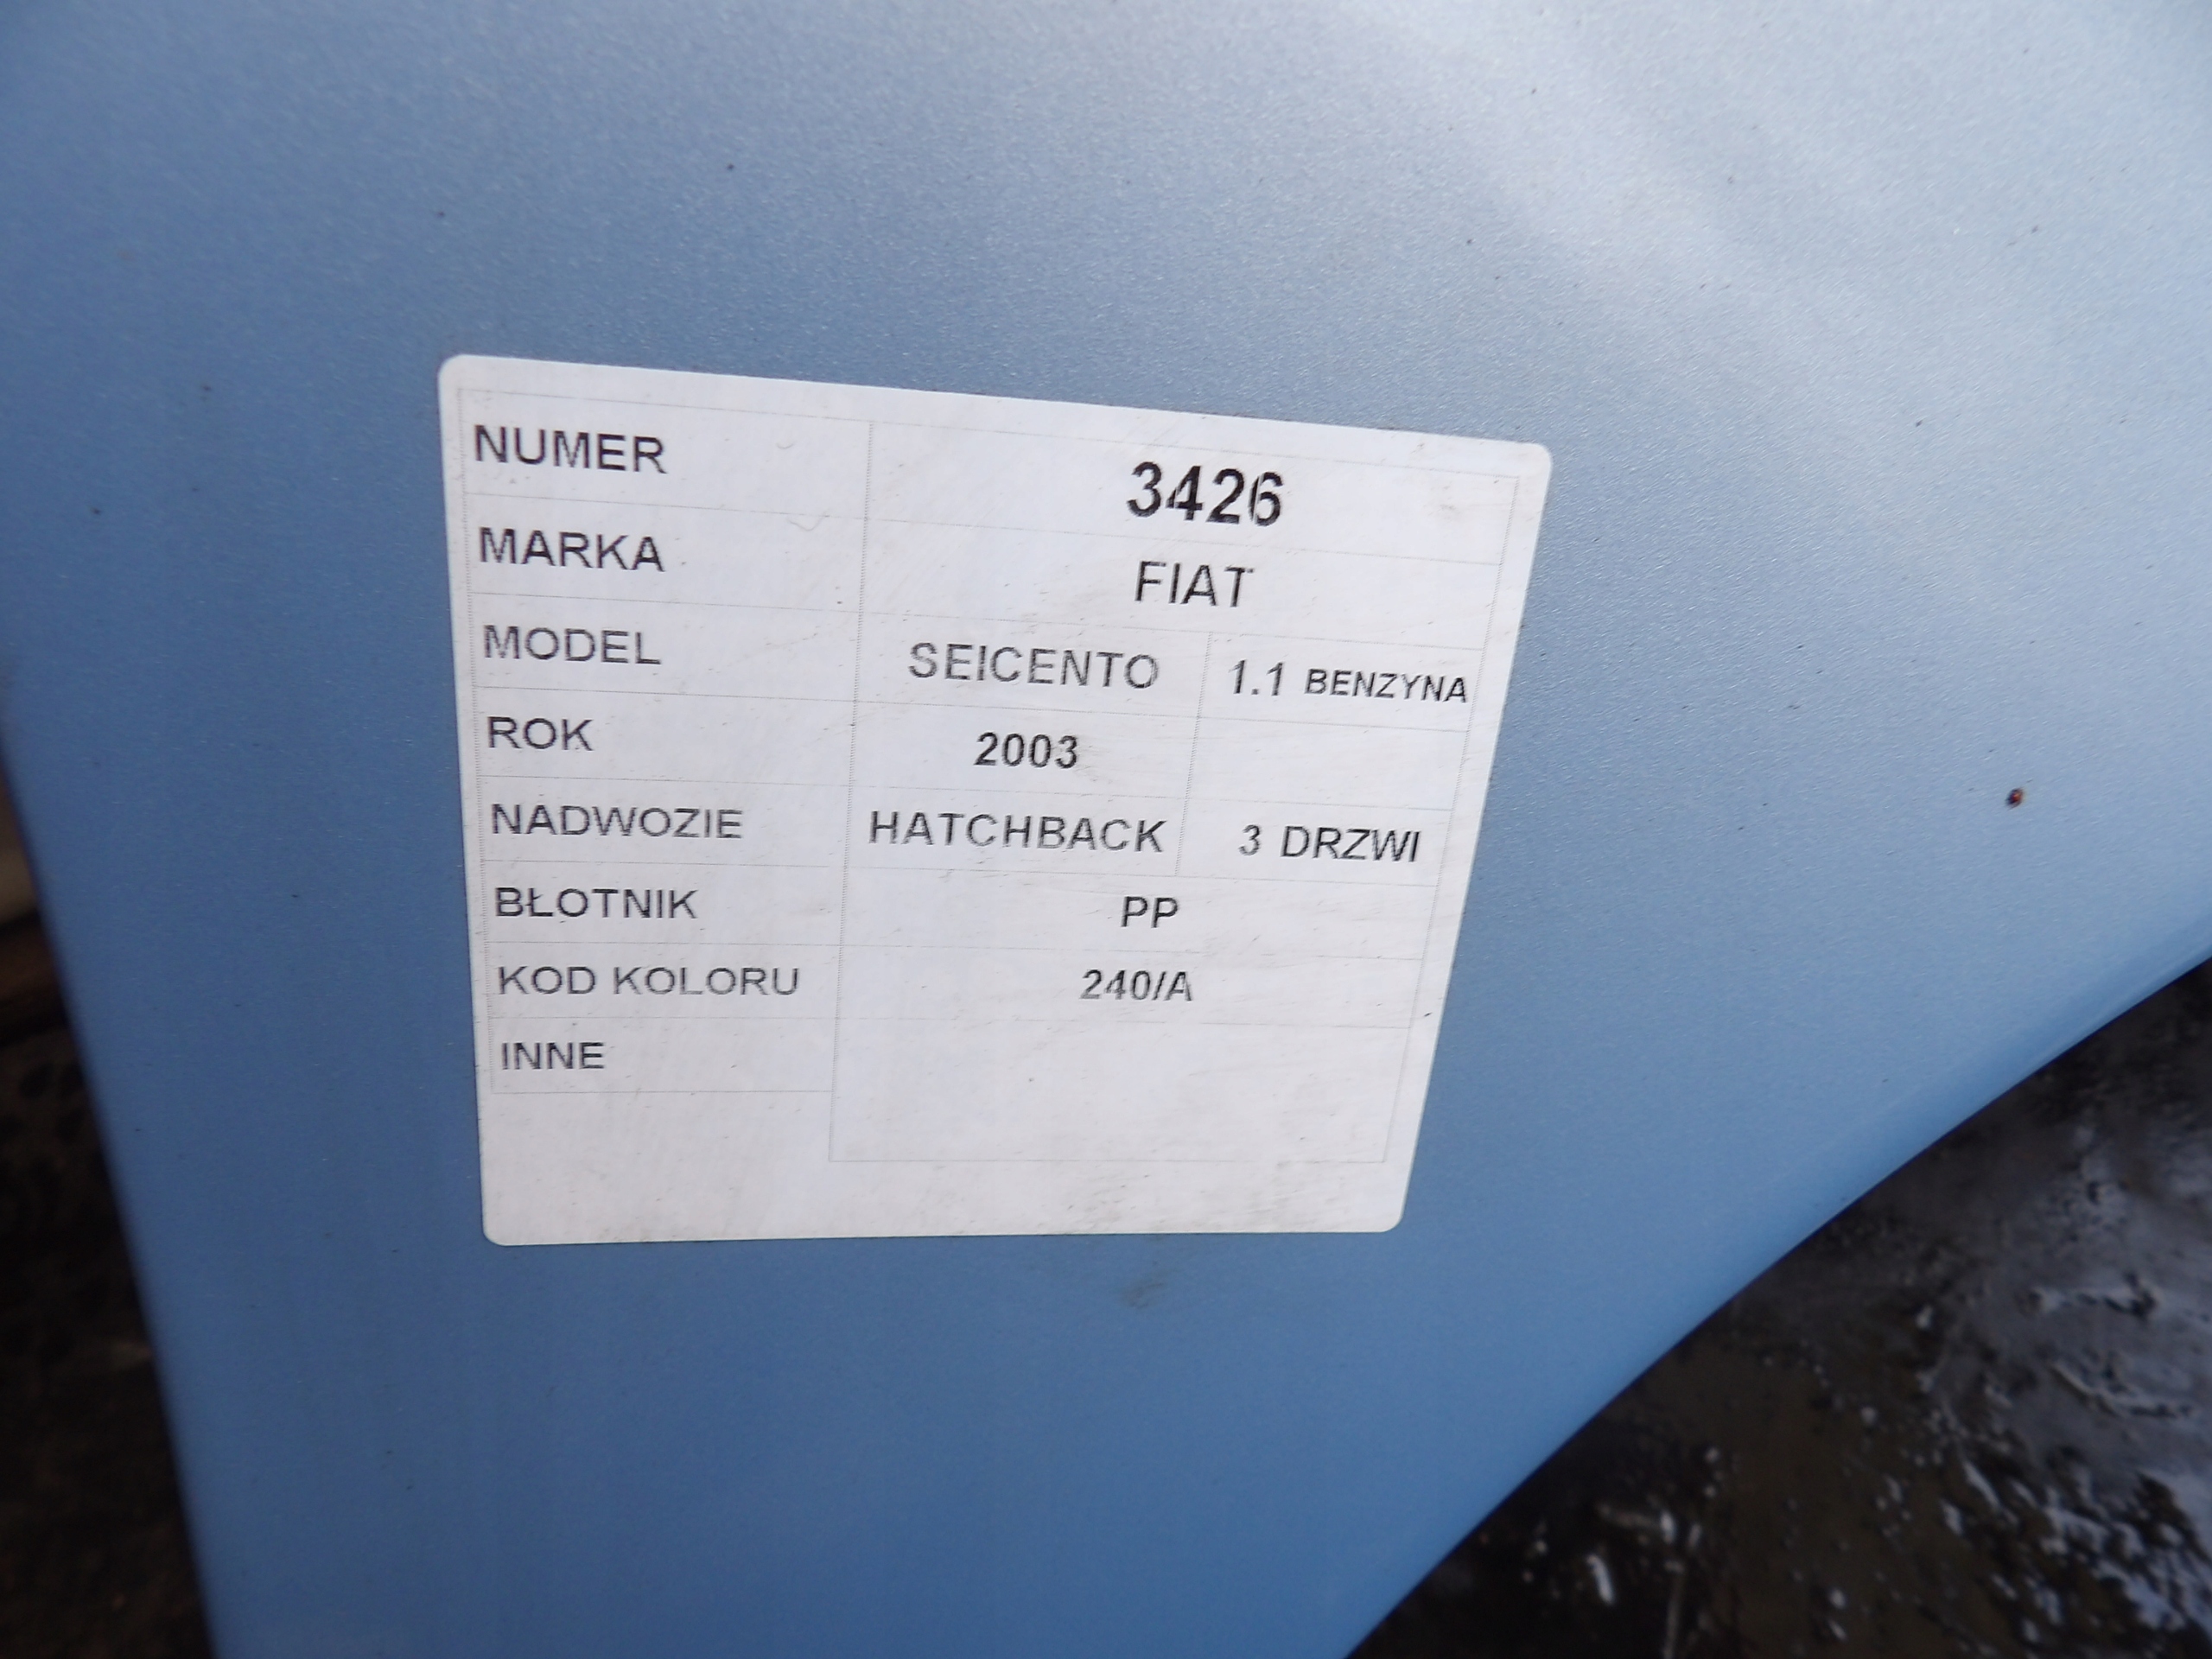 NUMER 3426
MARKA FIAT
MODEL SEICENTO 1.1 BENZYNA
ROK 2003
NADWOZIE HATCHBACK 3 DRZWI
BŁOTNIK PP
KOD KOLORU 240/A
INNE